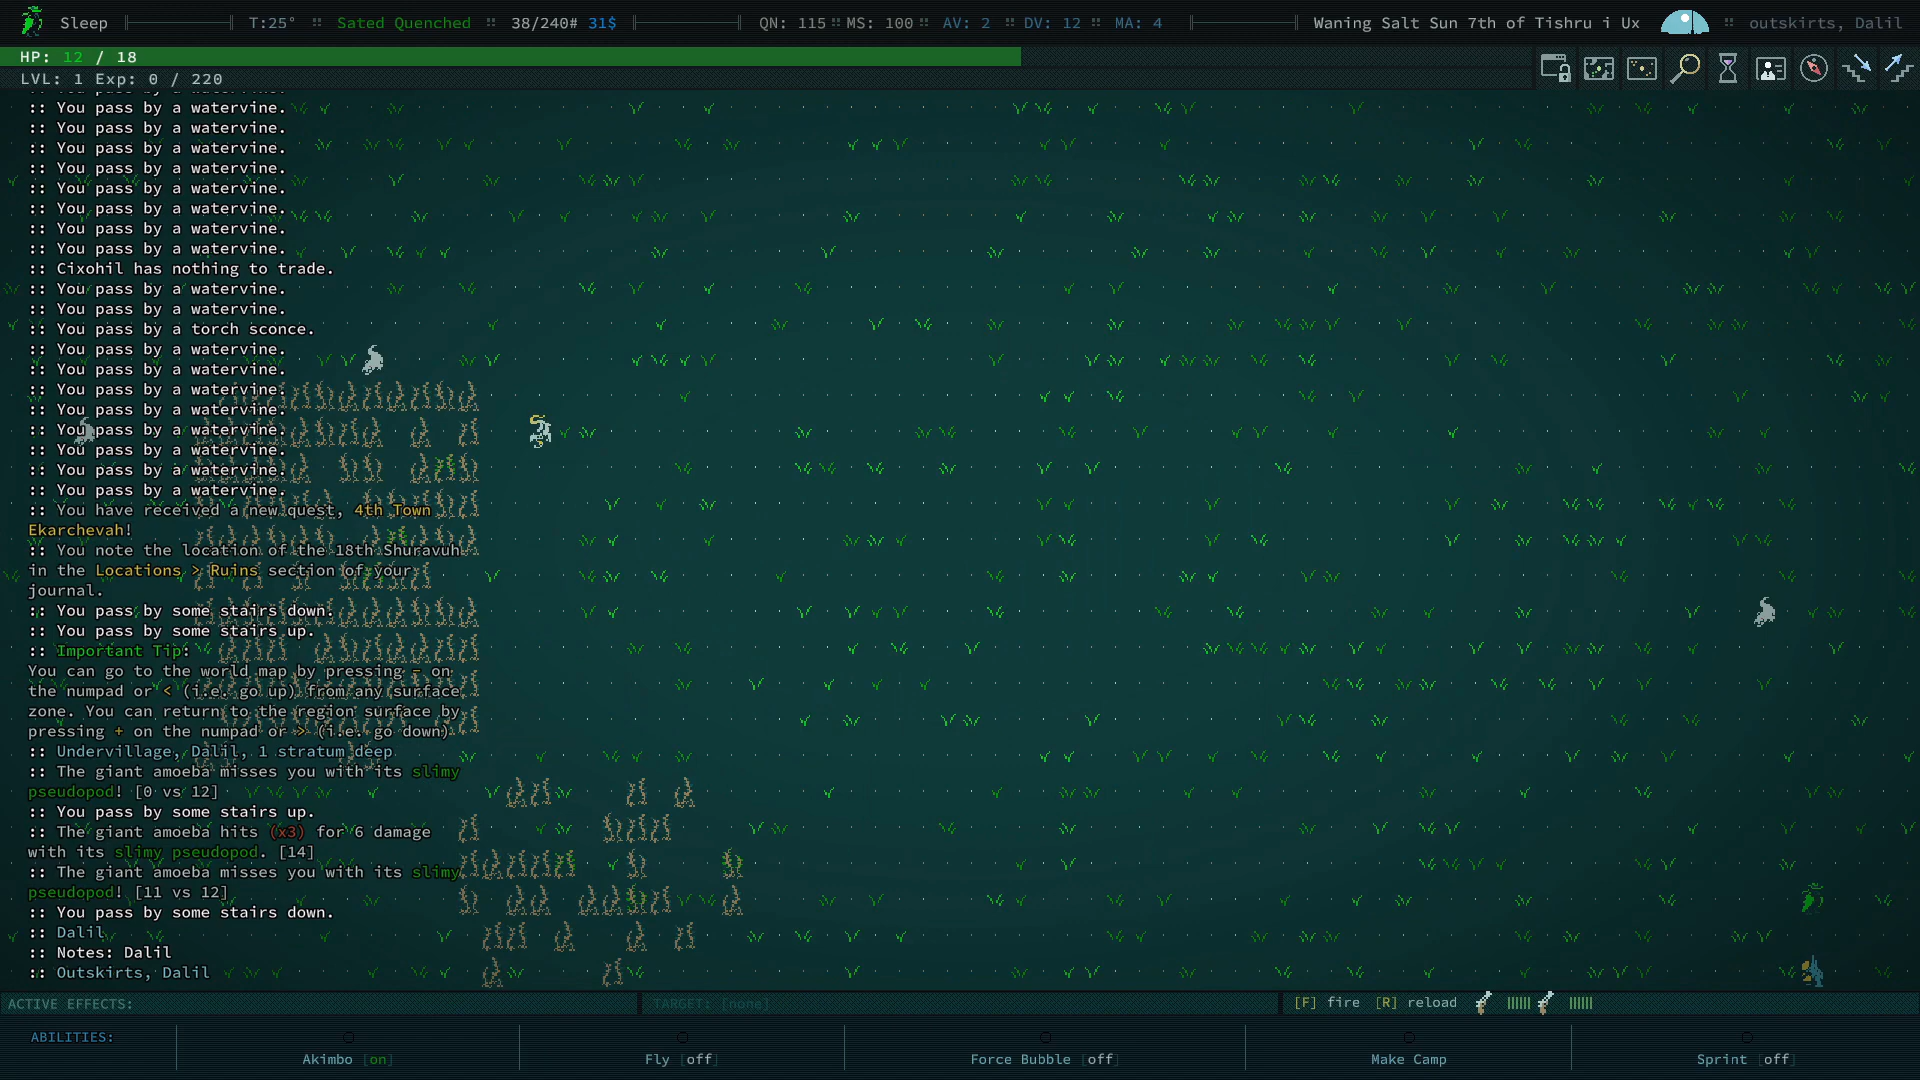 Sleep T:25° :: Sated Quenched :: 38/240# 31$ QN: 115 :: MS: 100 :: AV: 2 :: DV: 12 :: MA: 4 Waning Salt Sun 7th of Tishru i Ux :: outskirts, Dalil
HP: 12 / 18
LVL: 1 Exp: 0 / 220
:: You pass by a watervine.
:: You pass by a watervine.
:: You pass by a watervine.
:: You pass by a watervine.
:: You pass by a watervine.
:: You pass by a watervine.
:: You pass by a watervine.
:: You pass by a watervine.
:: You pass by a watervine.
:: Cixohil has nothing to trade.
:: You pass by a watervine.
:: You pass by a watervine.
:: You pass by a torch sconce.
:: You pass by a watervine.
:: You pass by a watervine.
:: You pass by a watervine.
:: You pass by a watervine.
:: You pass by a watervine.
:: You pass by a watervine.
:: You pass by a watervine.
:: You pass by a watervine.
:: You have received a new quest, 4th Town
Ekarchevah!
:: You note the location of the 18th Shuravuh
in the Locations > Ruins section of your
journal.
:: You pass by some stairs down.
:: You pass by some stairs up.
:: Important Tip:
You can go to the world map by pressing - on
the numpad or < (i.e. go up) from any surface
zone. You can return to the region surface by
pressing + on the numpad or > (i.e. go down)
:: Undervillage, Dalil, 1 stratum deep
:: The giant amoeba misses you with its slimy
pseudopod! [0 vs 12]
:: You pass by some stairs up.
:: The giant amoeba hits (x3) for 6 damage
with its slimy pseudopod. [14]
:: The giant amoeba misses you with its slimy
pseudopod! [11 vs 12]
:: You pass by some stairs down.
:: Dalil
:: Notes: Dalil
:: Outskirts, Dalil
ACTIVE EFFECTS: TARGET: [none] [F] fire [R] reload
ABILITIES:
Akimbo [on] Fly [off] Force Bubble [off] Make Camp Sprint [off]